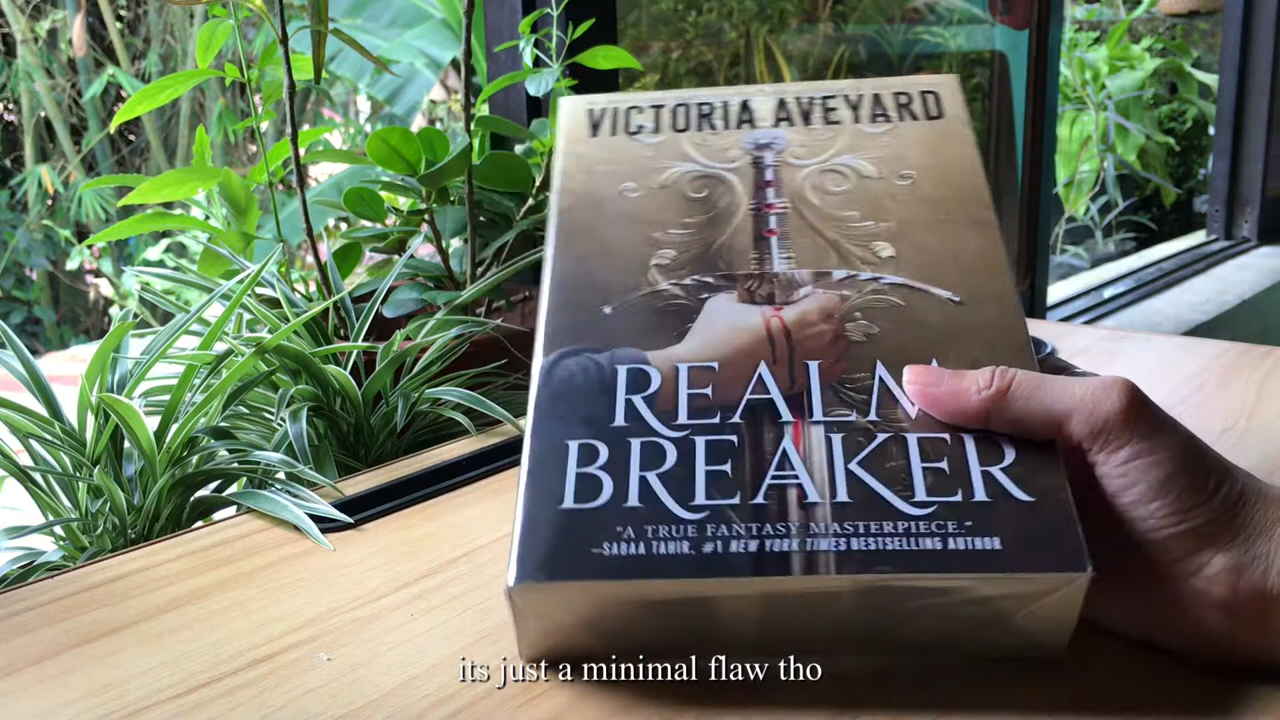 VICTORIA AVEYARD
REALM
BREAKER
"A TRUE FANTASY MASTERPIECE."
—SABAA TAHIR, #1 NEW YORK TIMES BESTSELLING AUTHOR
its just a minimal flaw tho